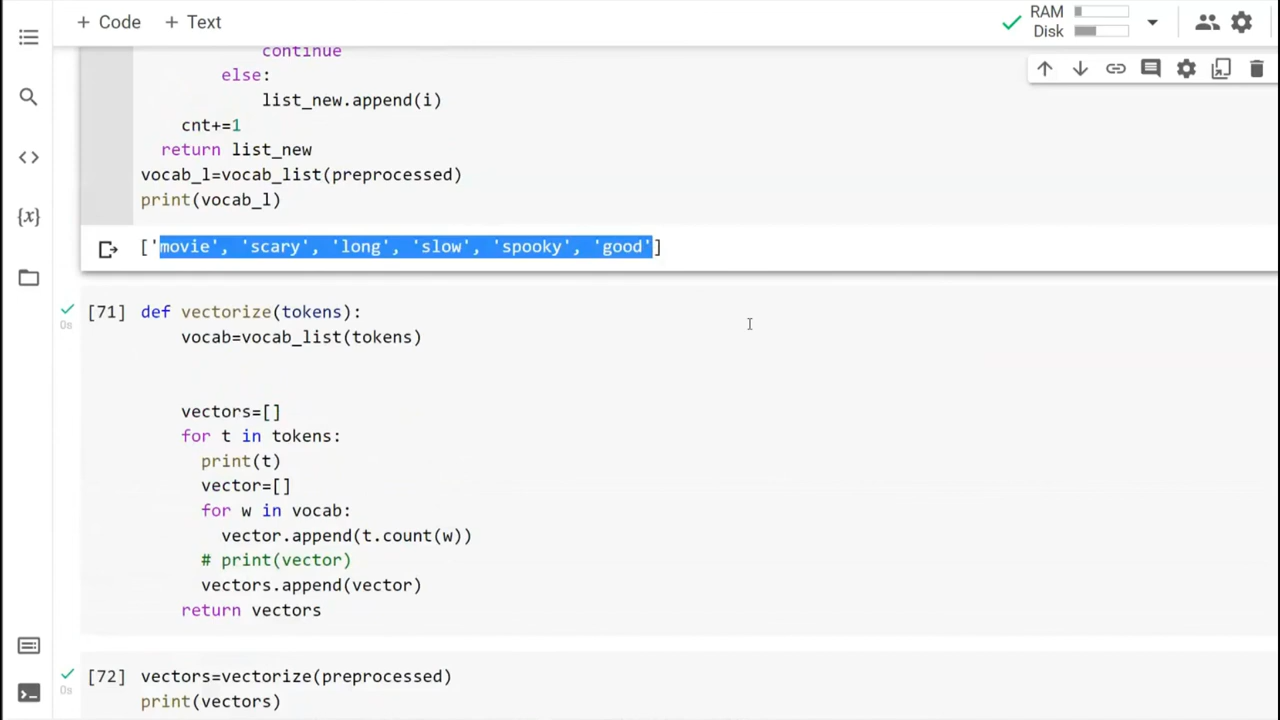 + Code + Text
RAM
Disk
continue
else:
list_new.append(i)
cnt+=1
return list_new
vocab_l=vocab_list(preprocessed)
print(vocab_l)
['movie', 'scary', 'long', 'slow', 'spooky', 'good']
[71] def vectorize(tokens):
0s
vocab=vocab_list(tokens)
vectors=[]
for t in tokens:
print(t)
vector=[]
for w in vocab:
vector.append(t.count(w))
# print(vector)
vectors.append(vector)
return vectors
[72] vectors=vectorize(preprocessed)
0s
print(vectors)